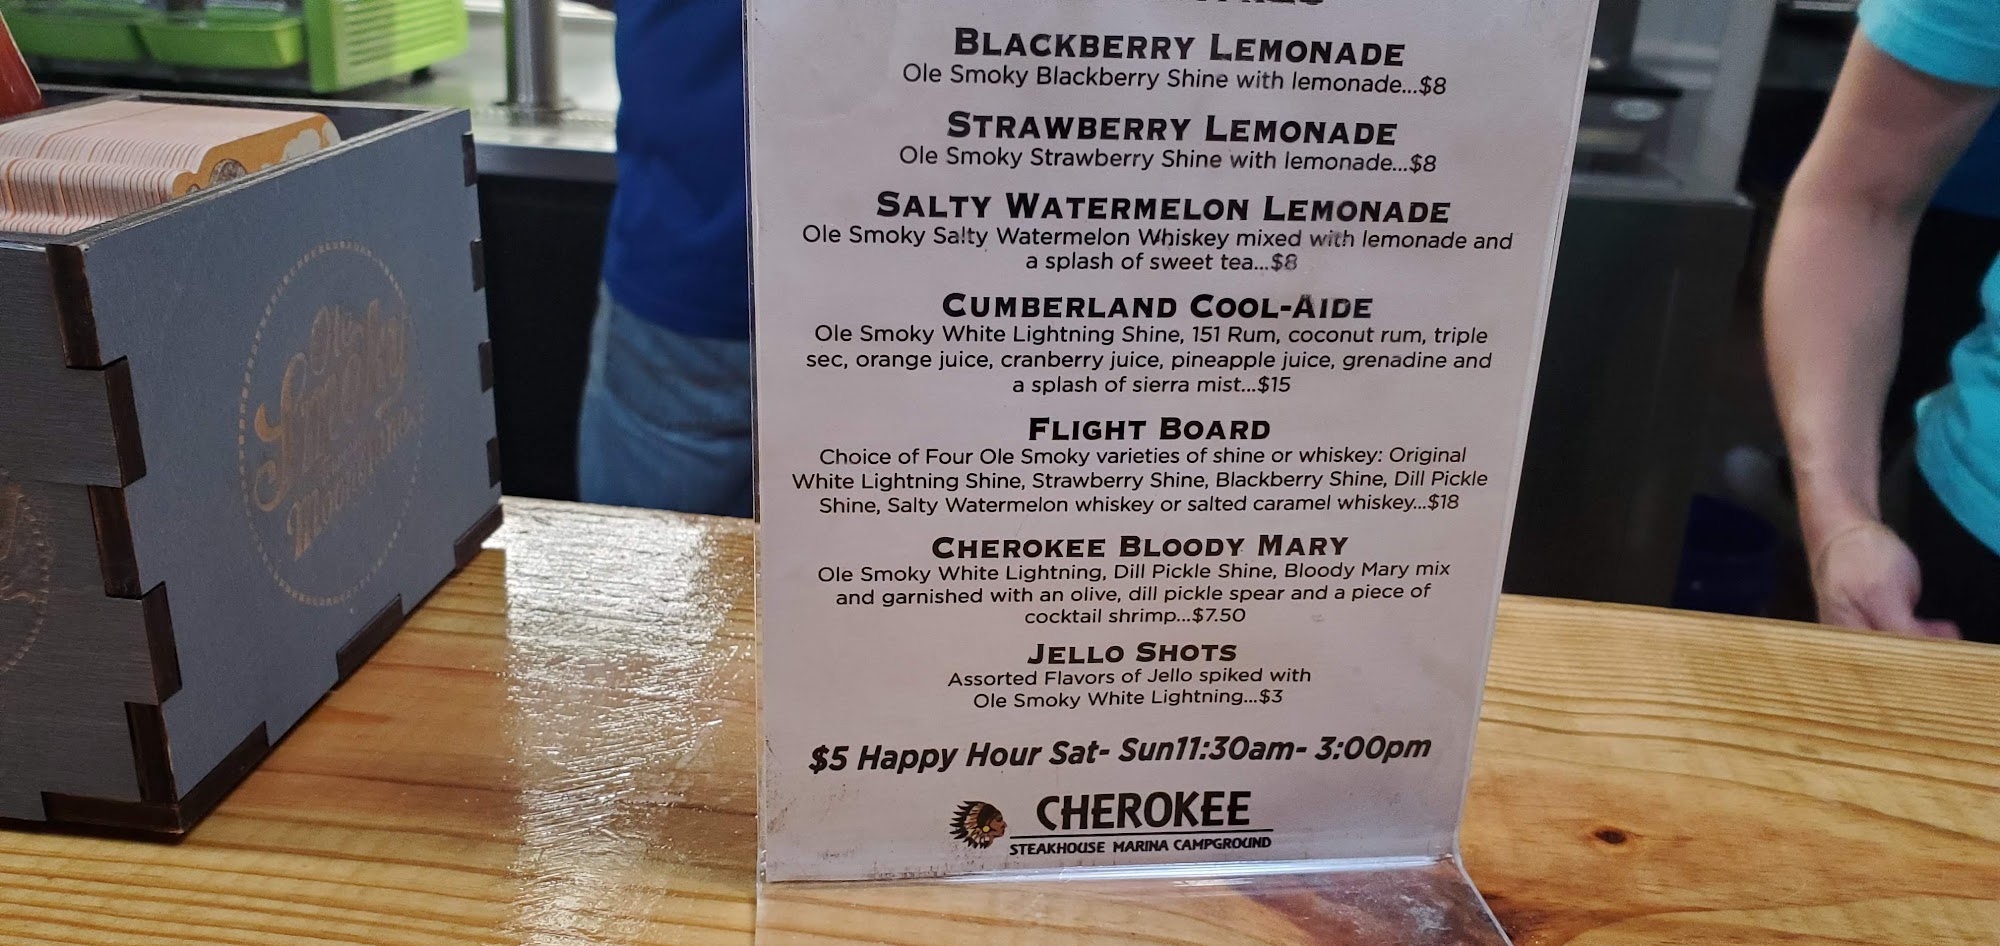 BLACKBERRY LEMONADE
Ole Smoky Blackberry Shine with lemonade...$8
STRAWBERRY LEMONADE
Ole Smoky Strawberry Shine with lemonade...$8
SALTY WATERMELON LEMONADE
Ole Smoky Salty Watermelon Whiskey mixed with lemonade and
a splash of sweet tea...$8
CUMBERLAND COOL-AIDE
Ole Smoky White Lightning Shine, 151 Rum, coconut rum, triple
sec, orange juice, cranberry juice, pineapple juice, grenadine and
a splash of sierra mist...$15
FLIGHT BOARD
Choice of Four Ole Smoky varieties of shine or whiskey: Original
White Lightning Shine, Strawberry Shine, Blackberry Shine, Dill Pickle
Shine, Salty Watermelon whiskey or salted caramel whiskey...$18
CHEROKEE BLOODY MARY
Ole Smoky White Lightning, Dill Pickle Shine, Bloody Mary mix
and garnished with an olive, dill pickle spear and a piece of
cocktail shrimp...$7.50
JELLO SHOTS
Assorted Flavors of Jello spiked with
Ole Smoky White Lightning...$3
$5 Happy Hour Sat- Sun11:30am- 3:00pm
CHEROKEE
STEAKHOUSE MARINA CAMPGROUND
Ole
Smoky
Moonshine